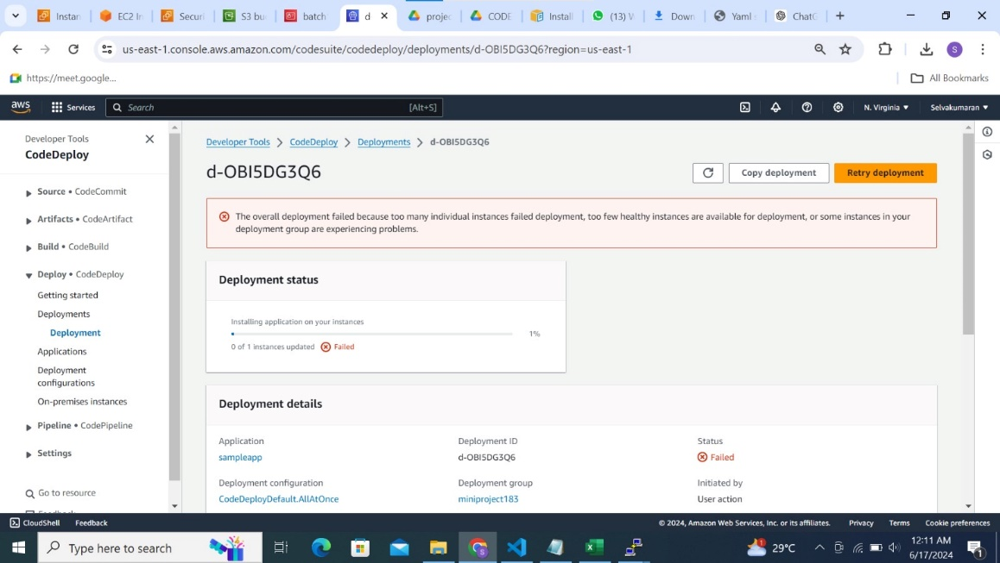 Instan
EC2 In
Securi
S3 bu
batch
d
projec
CODE
Install
(13) W
Down
Yaml
ChatG
us-east-1.console.aws.amazon.com/codesuite/codedeploy/deployments/d-OBI5DG3Q6?region=us-east-1
S
https://meet.google...
All Bookmarks
aws
Services
Search
[Alt+S]
N. Virginia
Selvakumaran
Developer Tools
CodeDeploy
Source • CodeCommit
Artifacts • CodeArtifact
Build • CodeBuild
Deploy • CodeDeploy
Getting started
Deployments
Deployment
Applications
Deployment
configurations
On-premises instances
Pipeline • CodePipeline
Settings
Go to resource
Developer Tools > CodeDeploy > Deployments > d-OBI5DG3Q6
d-OBI5DG3Q6
Copy deployment
Retry deployment
The overall deployment failed because too many individual instances failed deployment, too few healthy instances are available for deployment, or some instances in your
deployment group are experiencing problems.
Deployment status
Installing application on your instances
1%
0 of 1 instances updated Failed
Deployment details
Application
sampleapp
Deployment ID
d-OBI5DG3Q6
Status
Failed
Deployment configuration
CodeDeployDefault.AllAtOnce
Deployment group
miniproject183
Initiated by
User action
CloudShell
Feedback
© 2024, Amazon Web Services, Inc. or its affiliates.
Privacy
Terms
Cookie preferences
Type here to search
29°C
12:11 AM
6/17/2024
1